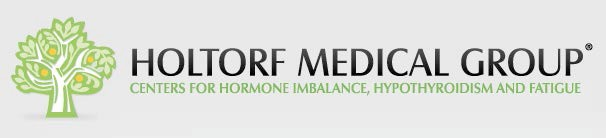 HOLTORF MEDICAL GROUP®
CENTERS FOR HORMONE IMBALANCE, HYPOTHYROIDISM AND FATIGUE